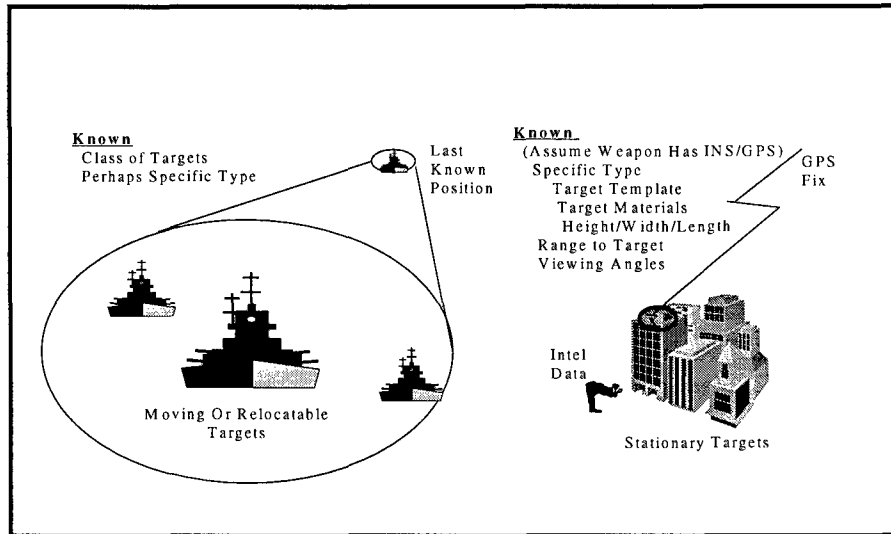 Known
Class of Targets
Perhaps Specific Type
Last
Known
Position
Moving Or Relocatable
Targets
Known
(Assume Weapon Has INS/GPS)
Specific Type
Target Template
Target Materials
Height/Width/Length
Range to Target
Viewing Angles
GPS
Fix
Intel
Data
Stationary Targets